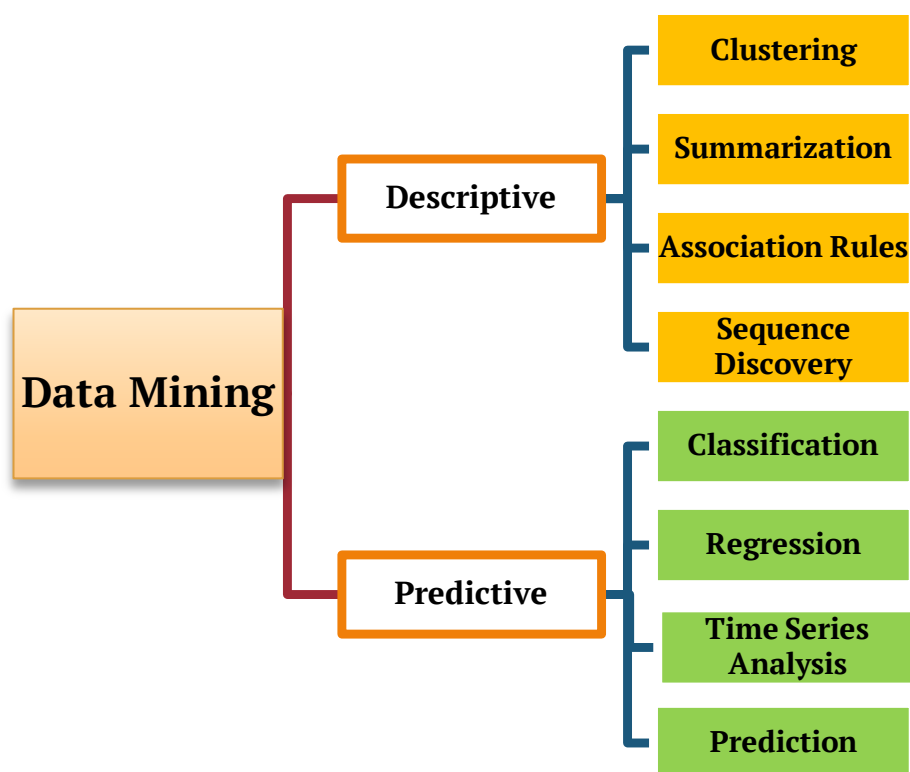 Data Mining
Descriptive
Clustering
Summarization
Association Rules
Sequence
Discovery
Predictive
Classification
Regression
Time Series
Analysis
Prediction